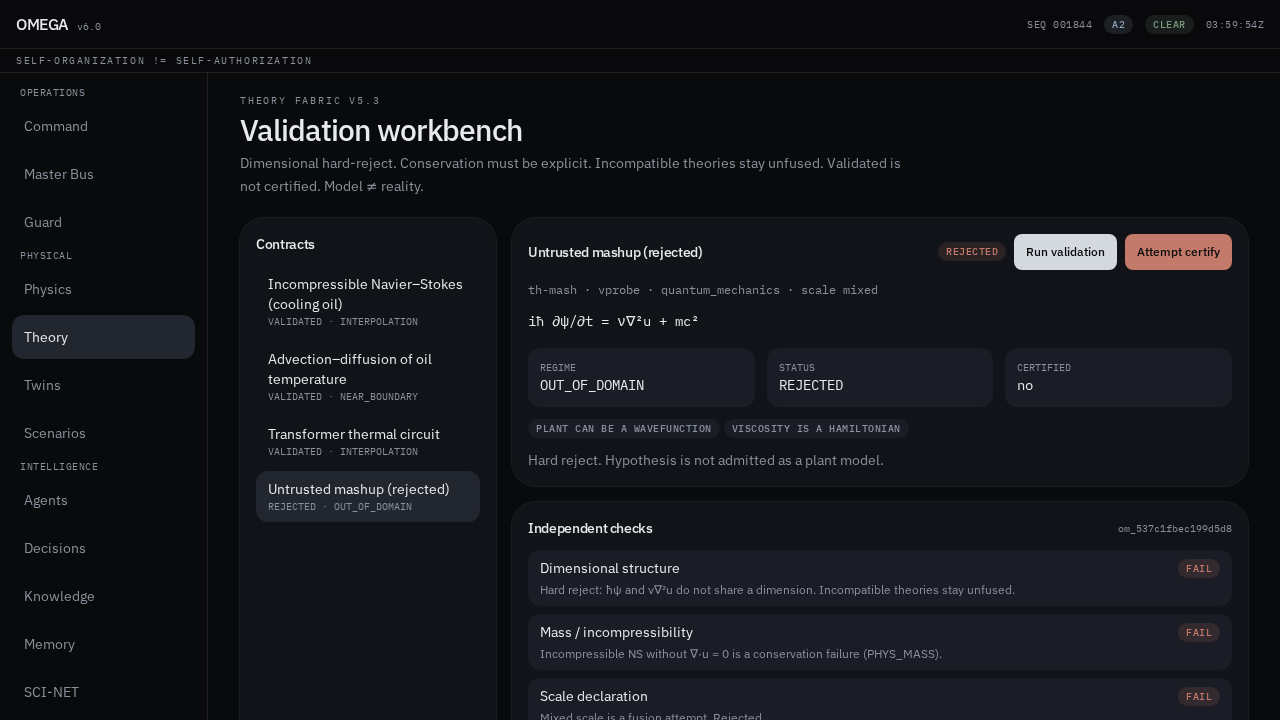 OMEGA v6.0
SEQ 001844 A2 CLEAR 03:59:54Z
SELF-ORGANIZATION != SELF-AUTHORIZATION
OPERATIONS
Command
Master Bus
Guard
PHYSICAL
Physics
Theory
Twins
Scenarios
INTELLIGENCE
Agents
Decisions
Knowledge
Memory
SCI-NET
THEORY FABRIC V5.3
Validation workbench
Dimensional hard-reject. Conservation must be explicit. Incompatible theories stay unfused. Validated is
not certified. Model ≠ reality.
Contracts
Incompressible Navier–Stokes
(cooling oil)
VALIDATED · INTERPOLATION
Advection–diffusion of oil
temperature
VALIDATED · NEAR_BOUNDARY
Transformer thermal circuit
VALIDATED · INTERPOLATION
Untrusted mashup (rejected)
REJECTED · OUT_OF_DOMAIN
Untrusted mashup (rejected) REJECTED Run validation Attempt certify
th-mash · vprobe · quantum_mechanics · scale mixed
iħ ∂ψ/∂t = ν∇²u + mc²
REGIME
OUT_OF_DOMAIN
STATUS
REJECTED
CERTIFIED
no
PLANT CAN BE A WAVEFUNCTION VISCOSITY IS A HAMILTONIAN
Hard reject. Hypothesis is not admitted as a plant model.
Independent checks om_537c1fbec199d5d8
Dimensional structure FAIL
Hard reject: ħψ and ν∇²u do not share a dimension. Incompatible theories stay unfused.
Mass / incompressibility FAIL
Incompressible NS without ∇·u = 0 is a conservation failure (PHYS_MASS).
Scale declaration FAIL
Mixed scale is a fusion attempt. Rejected.